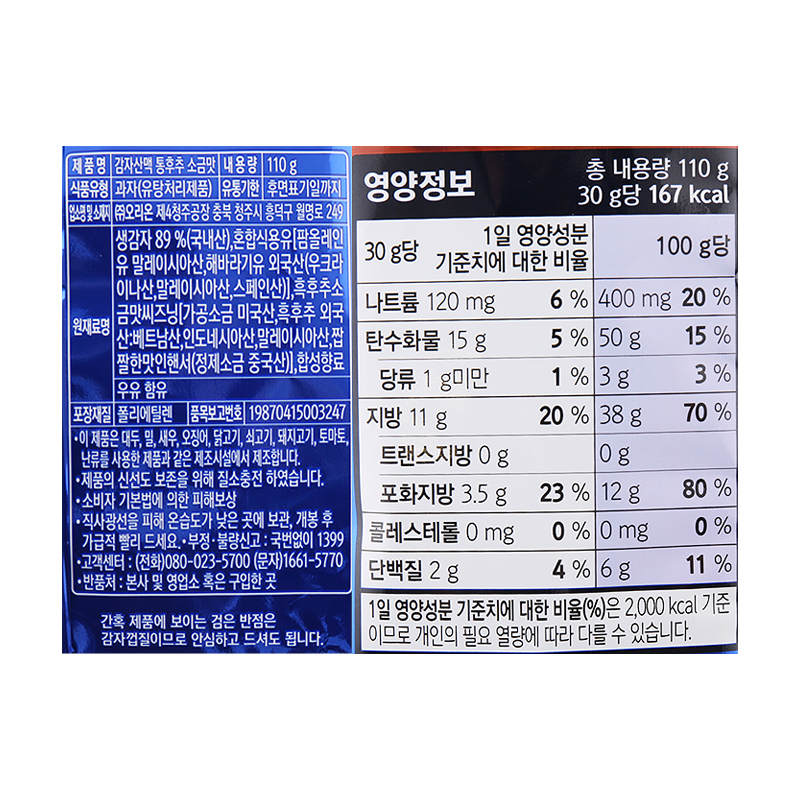 제품명 감자산맥 통후추 소금맛 내용량 110 g
식품유형 과자(유탕처리제품) 유통기한 후면표기일까지
업소명 및 소재지 ㈜오리온 제4청주공장 충북 청주시 흥덕구 월명로 249
원재료명
생감자 89 %(국내산),혼합식용유[팜올레인
유 말레이시아산,해바라기유 외국산(우크라
이나산,말레이시아산,스페인산)],흑후추소
금맛씨즈닝[가공소금 미국산,흑후추 외국
산:베트남산,인도네시아산,말레이시아산,짭
짤한맛인핸서(정제소금 중국산)],합성향료
우유 함유
포장재질 폴리에틸렌 품목보고번호 19870415003247
•이 제품은 대두, 밀, 새우, 오징어, 닭고기, 쇠고기, 돼지고기, 토마토,
난류를 사용한 제품과 같은 제조시설에서 제조합니다.
•제품의 신선도 보존을 위해 질소충전 하였습니다.
•소비자 기본법에 의한 피해보상
•직사광선을 피해 온습도가 낮은 곳에 보관, 개봉 후
가급적 빨리 드세요. •부정·불량신고 : 국번없이 1399
•고객센터 : (전화)080-023-5700 (문자)1661-5770
•반품처 : 본사 및 영업소 혹은 구입한 곳
간혹 제품에 보이는 검은 반점은
감자껍질이므로 안심하고 드셔도 됩니다.
영양정보
총 내용량 110 g
30 g당 167 kcal
30 g당 1일 영양성분 기준치에 대한 비율 100 g당
나트륨 120 mg 6 % 400 mg 20 %
탄수화물 15 g 5 % 50 g 15 %
당류 1 g미만 1 % 3 g 3 %
지방 11 g 20 % 38 g 70 %
트랜스지방 0 g 0 g
포화지방 3.5 g 23 % 12 g 80 %
콜레스테롤 0 mg 0 % 0 mg 0 %
단백질 2 g 4 % 6 g 11 %
1일 영양성분 기준치에 대한 비율(%)은 2,000 kcal 기준
이므로 개인의 필요 열량에 따라 다를 수 있습니다.